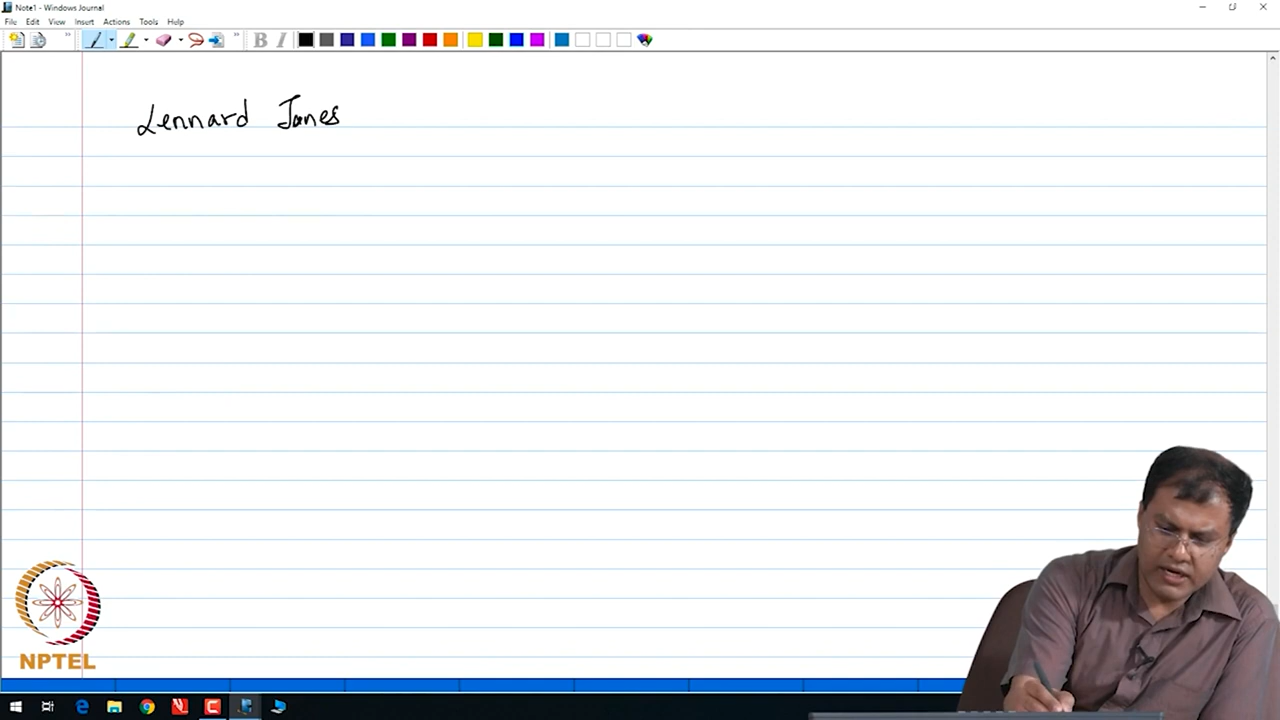 Note1 - Windows Journal
File Edit View Insert Actions Tools Help
B I
Lennard Jones
NPTEL